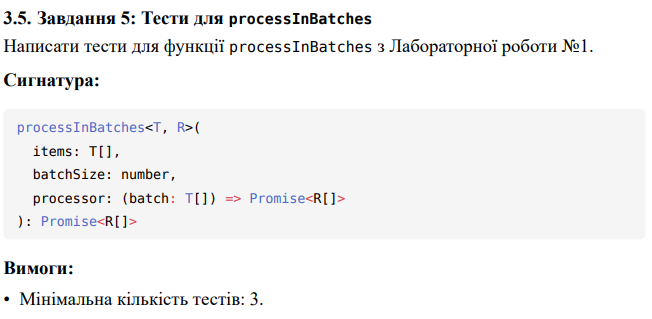 3.5. Завдання 5: Тести для processInBatches
Написати тести для функції processInBatches з Лабораторної роботи №1.
Сигнатура:
processInBatches<T, R>(
  items: T[],
  batchSize: number,
  processor: (batch: T[]) => Promise<R[]>
): Promise<R[]>
Вимоги:
• Мінімальна кількість тестів: 3.